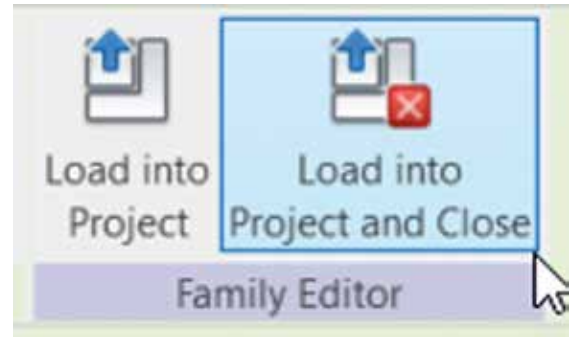 Load into
Project
Load into
Project and Close
Family Editor